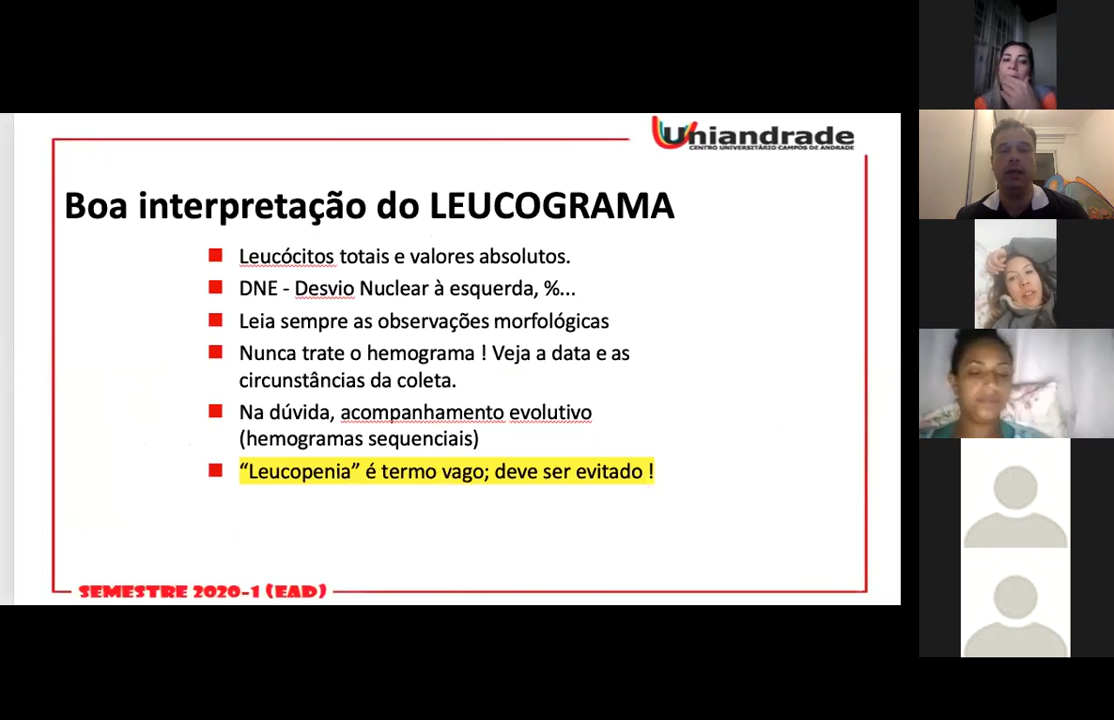 Uniandrade
CENTRO UNIVERSITÁRIO CAMPOS DE ANDRADE
Boa interpretação do LEUCOGRAMA
Leucócitos totais e valores absolutos.
DNE - Desvio Nuclear à esquerda, %...
Leia sempre as observações morfológicas
Nunca trate o hemograma ! Veja a data e as
circunstâncias da coleta.
Na dúvida, acompanhamento evolutivo
(hemogramas sequenciais)
“Leucopenia” é termo vago; deve ser evitado !
SEMESTRE 2020-1 (EAD)